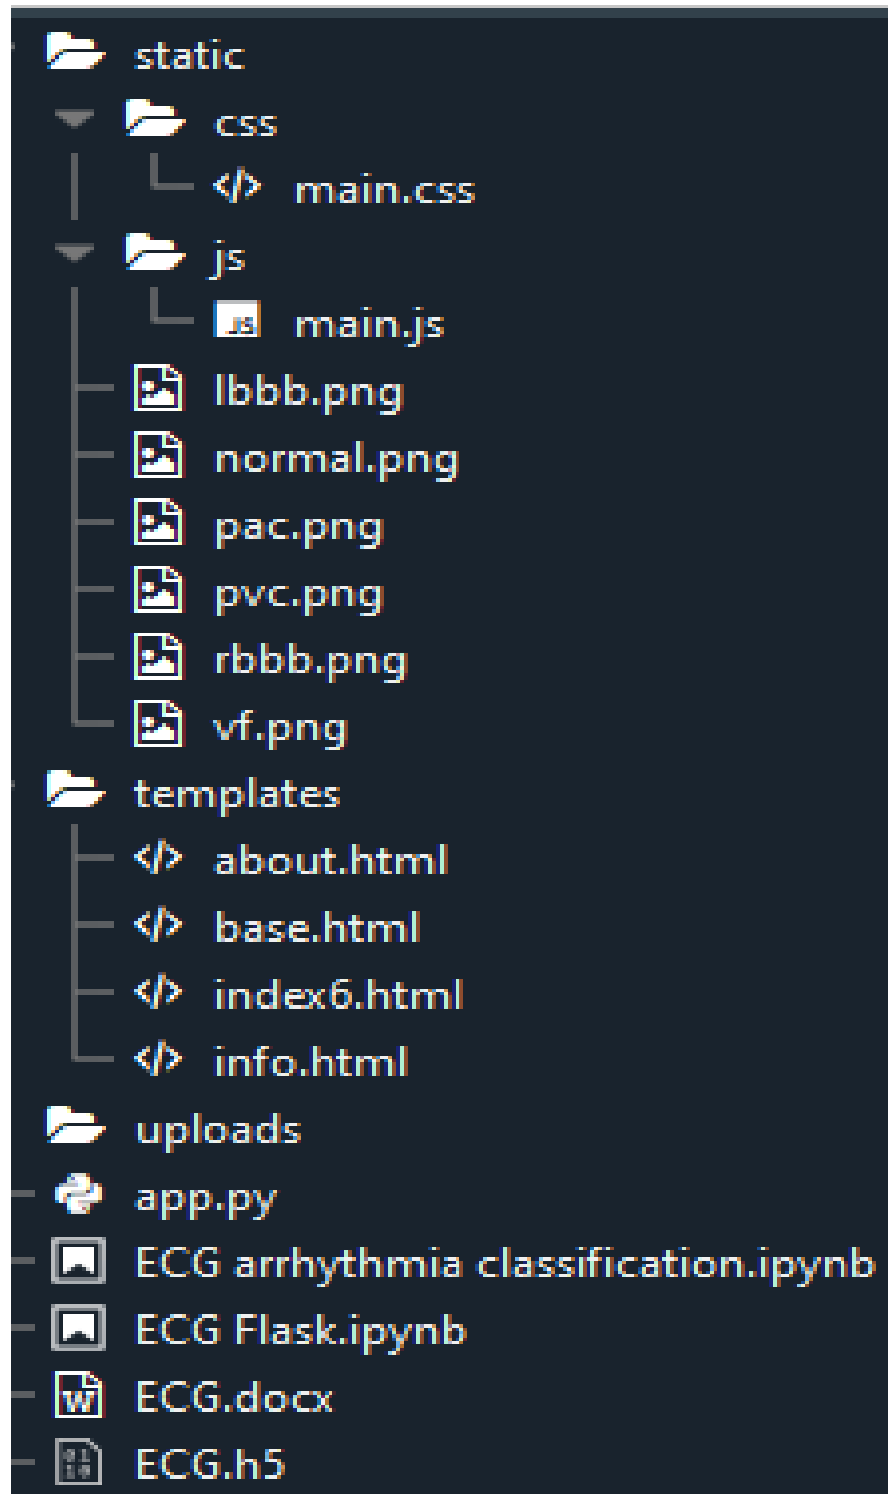 static
css
main.css
js
main.js
lbbb.png
normal.png
pac.png
pvc.png
rbbb.png
vf.png
templates
about.html
base.html
index6.html
info.html
uploads
app.py
ECG arrhythmia classification.ipynb
ECG Flask.ipynb
ECG.docx
ECG.h5